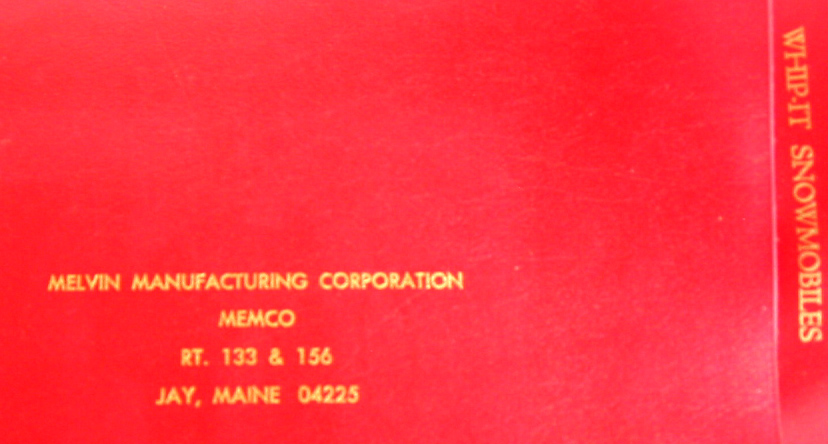 MELVIN MANUFACTURING CORPORATION
MEMCO
RT. 133 & 156
JAY, MAINE 04225
WHIP-IT SNOWMOBILES